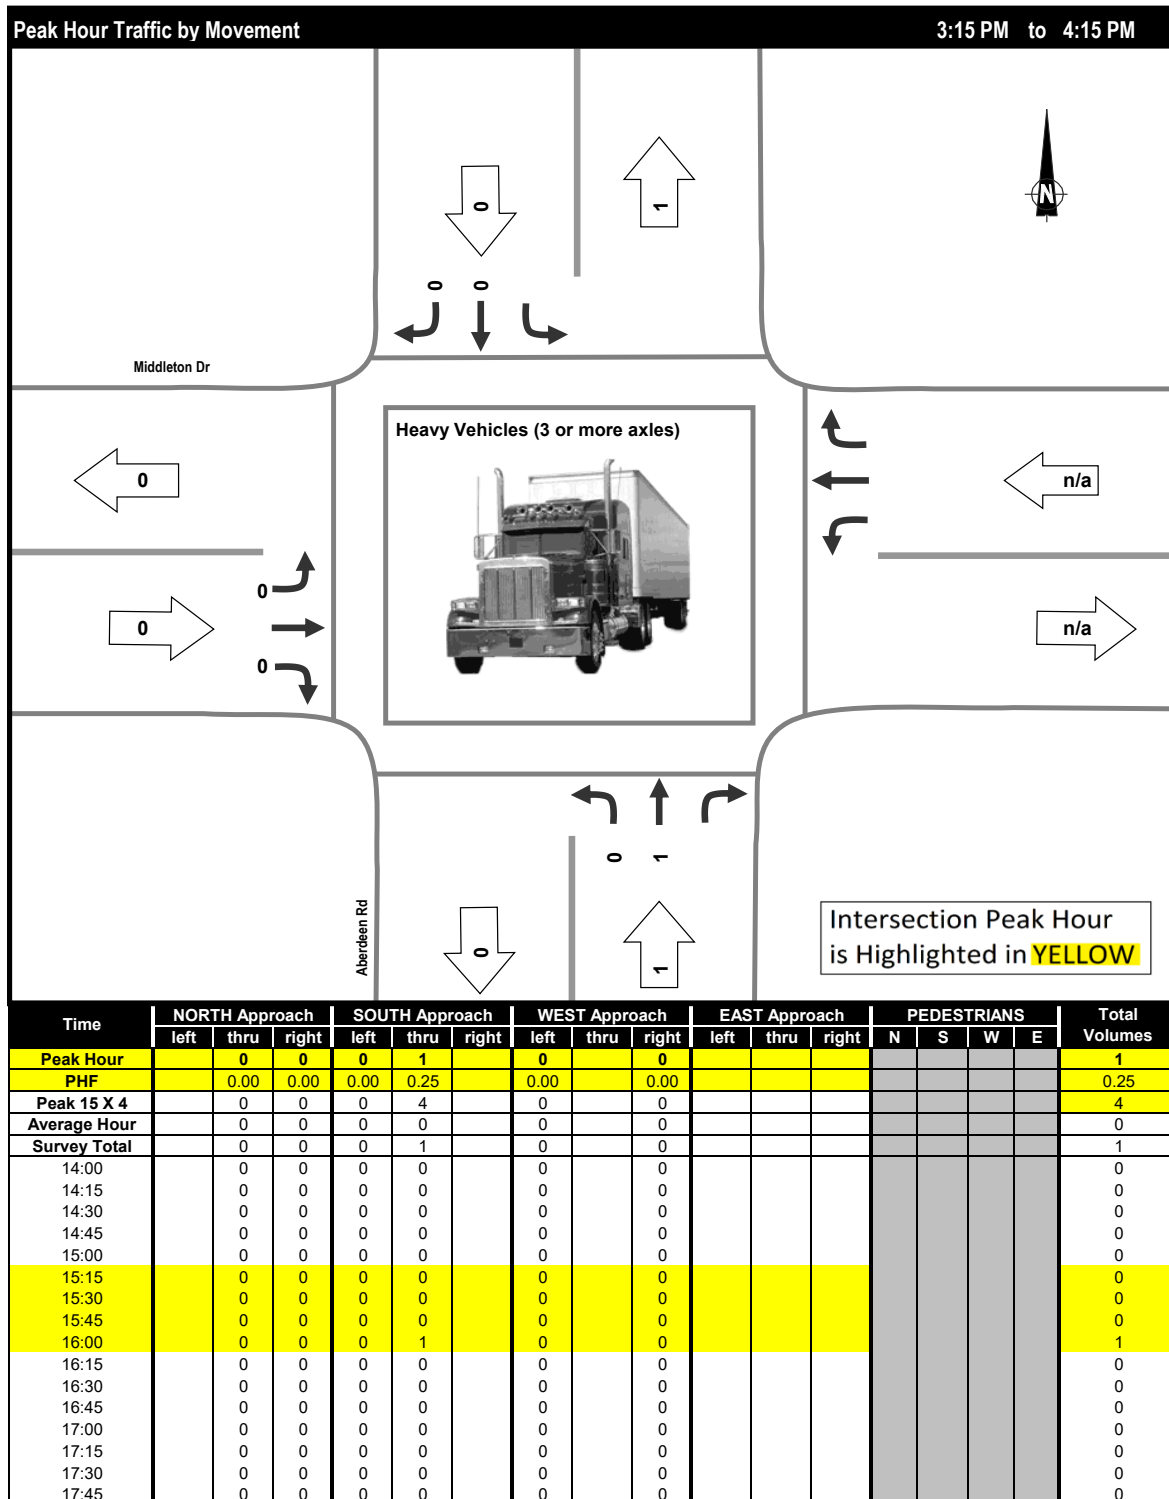 Peak Hour Traffic by Movement 3:15 PM to 4:15 PM
0 1
0 0
N
Middleton Dr
Heavy Vehicles (3 or more axles)
0 n/a
0
0 n/a
0
0 1
Aberdeen Rd
0 1
Intersection Peak Hour
is Highlighted in YELLOW
Time NORTH Approach SOUTH Approach WEST Approach EAST Approach PEDESTRIANS Total
left thru right left thru right left thru right left thru right N S W E Volumes
Peak Hour 0 0 0 1 0 0 1
PHF 0.00 0.00 0.00 0.25 0.00 0.00 0.25
Peak 15 X 4 0 0 0 4 0 0 4
Average Hour 0 0 0 0 0 0 0
Survey Total 0 0 0 1 0 0 1
14:00 0 0 0 0 0 0 0
14:15 0 0 0 0 0 0 0
14:30 0 0 0 0 0 0 0
14:45 0 0 0 0 0 0 0
15:00 0 0 0 0 0 0 0
15:15 0 0 0 0 0 0 0
15:30 0 0 0 0 0 0 0
15:45 0 0 0 0 0 0 0
16:00 0 0 0 1 0 0 1
16:15 0 0 0 0 0 0 0
16:30 0 0 0 0 0 0 0
16:45 0 0 0 0 0 0 0
17:00 0 0 0 0 0 0 0
17:15 0 0 0 0 0 0 0
17:30 0 0 0 0 0 0 0
17:45 0 0 0 0 0 0 0